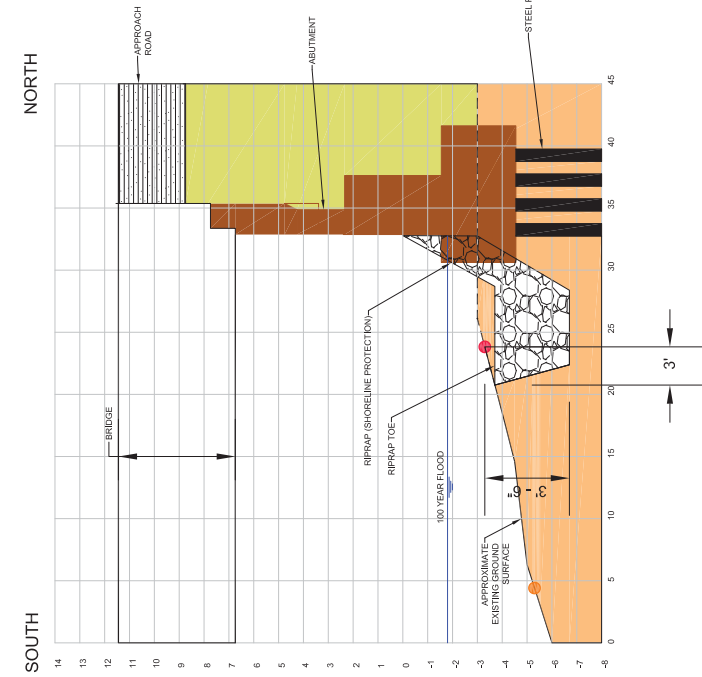 NORTH
SOUTH
APPROACH
ROAD
ABUTMENT
STEEL
BRIDGE
RIPRAP (SHORELINE PROTECTION)
RIPRAP TOE
100 YEAR FLOOD
APPROXIMATE
EXISTING GROUND
SURFACE
3' - 6"
3'
45
40
35
30
25
20
15
10
5
0
14
13
12
11
10
9
8
7
6
5
4
3
2
1
0
-1
-2
-3
-4
-5
-6
-7
-8